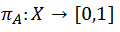 π_A: X → [0,1]